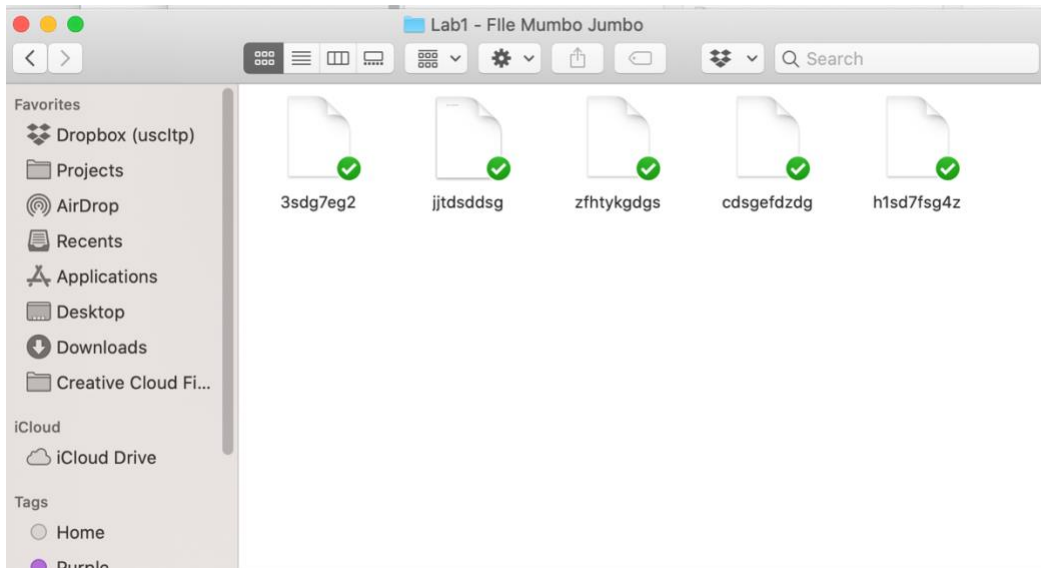 Lab1 - FIle Mumbo Jumbo
Search
Favorites
Dropbox (uscltp)
Projects
AirDrop
Recents
Applications
Desktop
Downloads
Creative Cloud Fi...
iCloud
iCloud Drive
Tags
Home
Purple
3sdg7eg2
jjtdsddsg
zfhtykgdgs
cdsgefdzdg
h1sd7fsg4z